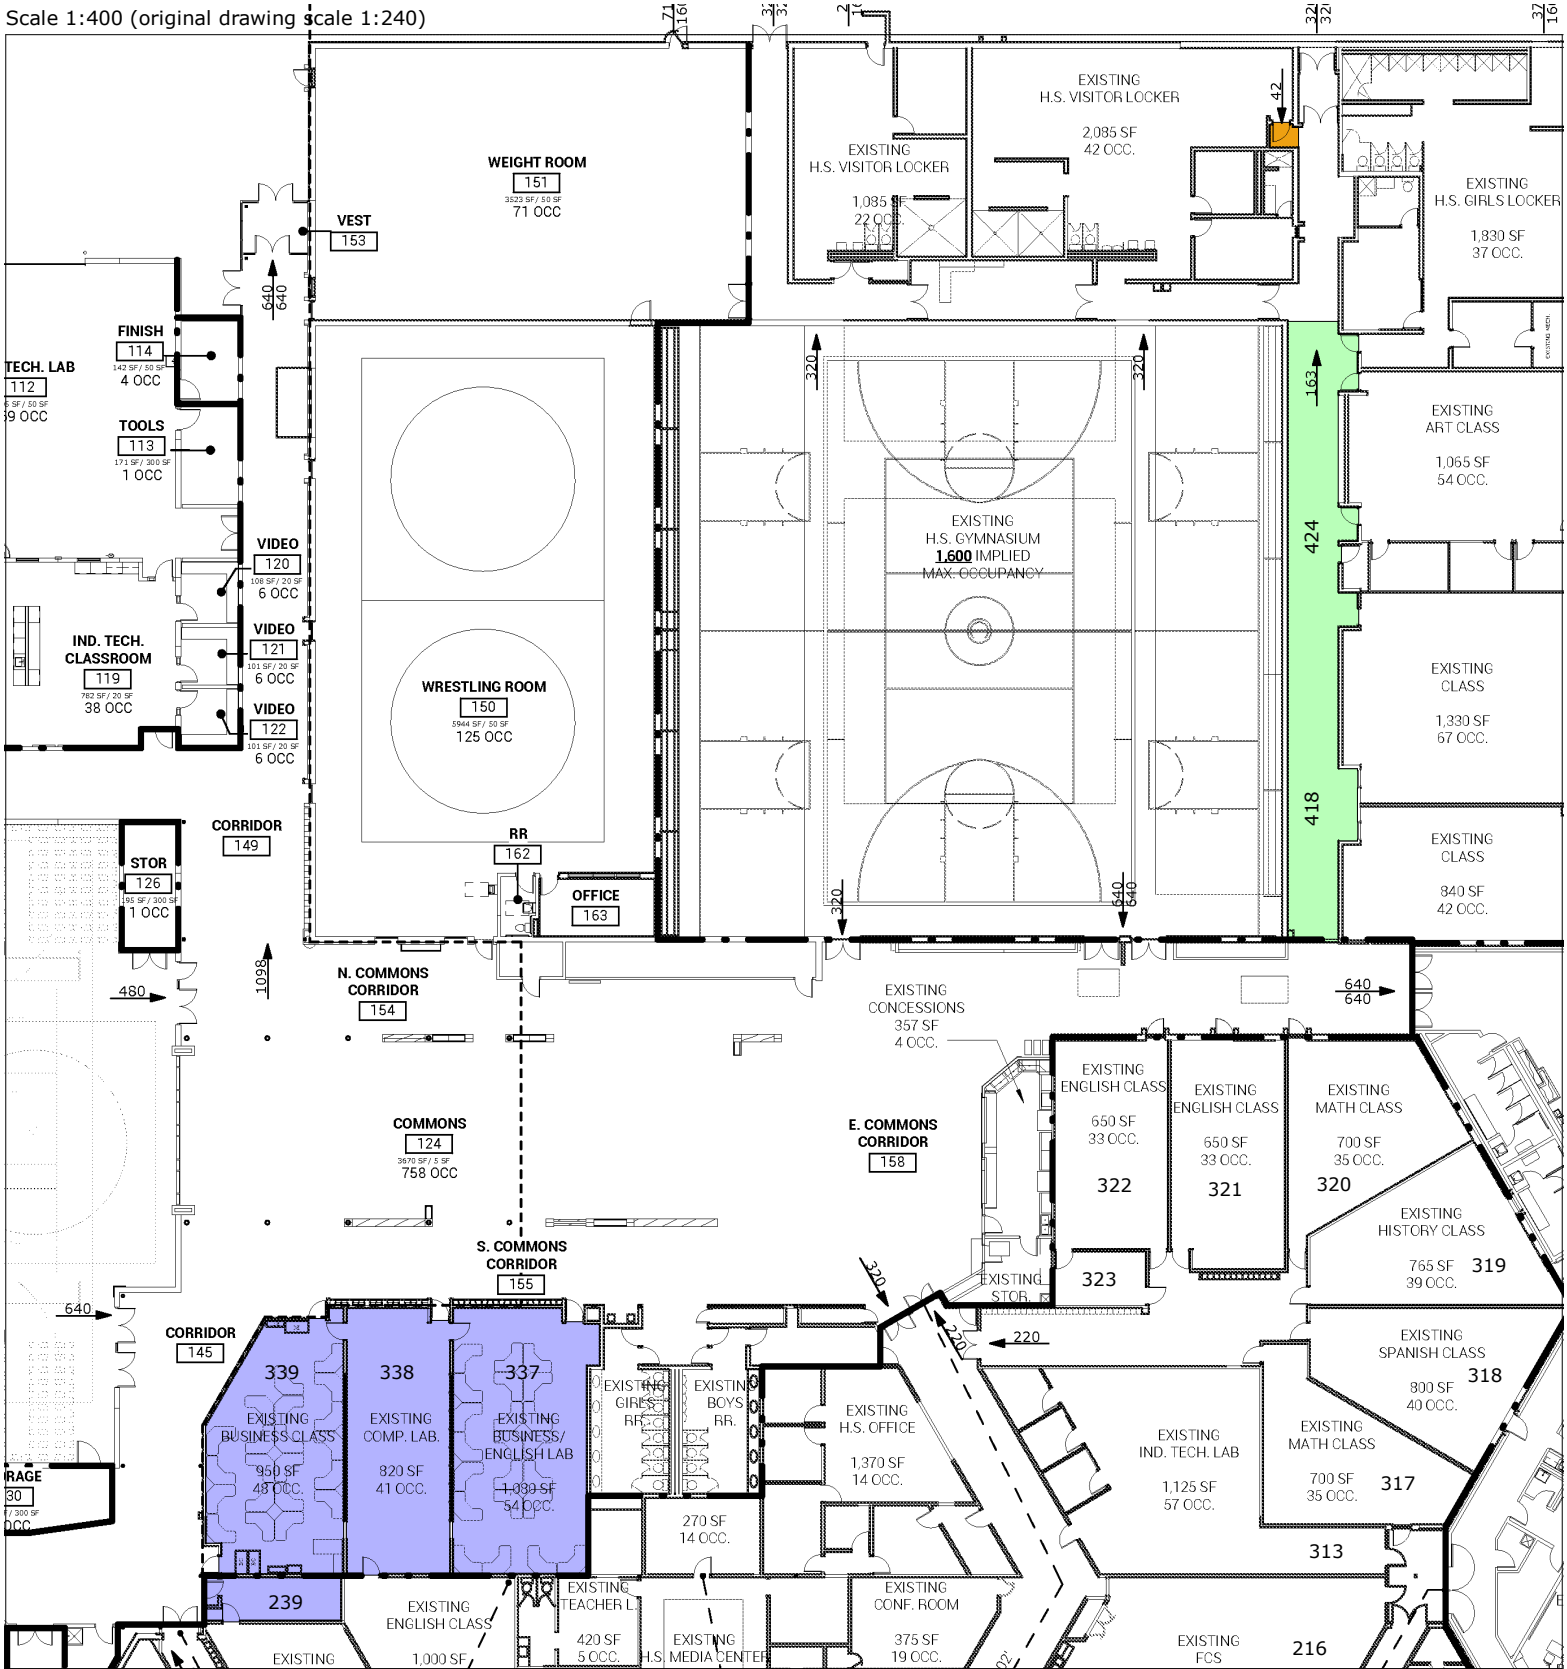 Scale 1:400 (original drawing scale 1:240)
WEIGHT ROOM
151
3523 SF/ 50 SF
71 OCC
VEST
153
640
640
EXISTING
H.S. VISITOR LOCKER
1,085 SF
22 OCC.
EXISTING
H.S. VISITOR LOCKER
2,085 SF
42 OCC.
42
EXISTING
H.S. GIRLS LOCKER
1,830 SF
37 OCC.
EXISTING MECH.
FINISH
114
142 SF/ 50 SF
4 OCC
TECH. LAB
112
TOOLS
113
171 SF/ 300 SF
1 OCC
VIDEO
120
108 SF/ 20 SF
6 OCC
VIDEO
121
101 SF/ 20 SF
6 OCC
VIDEO
122
101 SF/ 20 SF
6 OCC
IND. TECH.
CLASSROOM
119
782 SF/ 20 SF
38 OCC
WRESTLING ROOM
150
5944 SF/ 50 SF
125 OCC
320
320
EXISTING
H.S. GYMNASIUM
1,600 IMPLIED
MAX. OCCUPANCY
320
640
640
163
424
418
EXISTING
ART CLASS
1,065 SF
54 OCC.
EXISTING
CLASS
1,330 SF
67 OCC.
EXISTING
CLASS
840 SF
42 OCC.
CORRIDOR
149
STOR
126
195 SF/ 300 SF
1 OCC
RR
162
OFFICE
163
480
1098
N. COMMONS
CORRIDOR
154
EXISTING
CONCESSIONS
357 SF
4 OCC.
640
640
COMMONS
124
3670 SF/ 5 SF
758 OCC
E. COMMONS
CORRIDOR
158
EXISTING
ENGLISH CLASS
650 SF
33 OCC.
322
EXISTING
ENGLISH CLASS
650 SF
33 OCC.
321
EXISTING
MATH CLASS
700 SF
35 OCC.
320
EXISTING
HISTORY CLASS
765 SF
39 OCC.
319
323
EXISTING
STOR.
S. COMMONS
CORRIDOR
155
320
220
220
640
CORRIDOR
145
339
EXISTING
BUSINESS CLASS
950 SF
48 OCC.
338
EXISTING
COMP. LAB.
820 SF
41 OCC.
337
EXISTING
BUSINESS/
ENGLISH LAB
1,080 SF
54 OCC.
EXISTING
GIRLS
RR.
EXISTING
BOYS
RR.
EXISTING
H.S. OFFICE
1,370 SF
14 OCC.
270 SF
14 OCC.
EXISTING
IND. TECH. LAB
1,125 SF
57 OCC.
EXISTING
SPANISH CLASS
800 SF
40 OCC.
318
EXISTING
MATH CLASS
700 SF
35 OCC.
317
313
239
EXISTING
ENGLISH CLASS
1,000 SF
EXISTING
EXISTING
TEACHER L.
420 SF
5 OCC.
EXISTING
H.S. MEDIA CENTER
EXISTING
CONF. ROOM
375 SF
19 OCC.
EXISTING
FCS
216